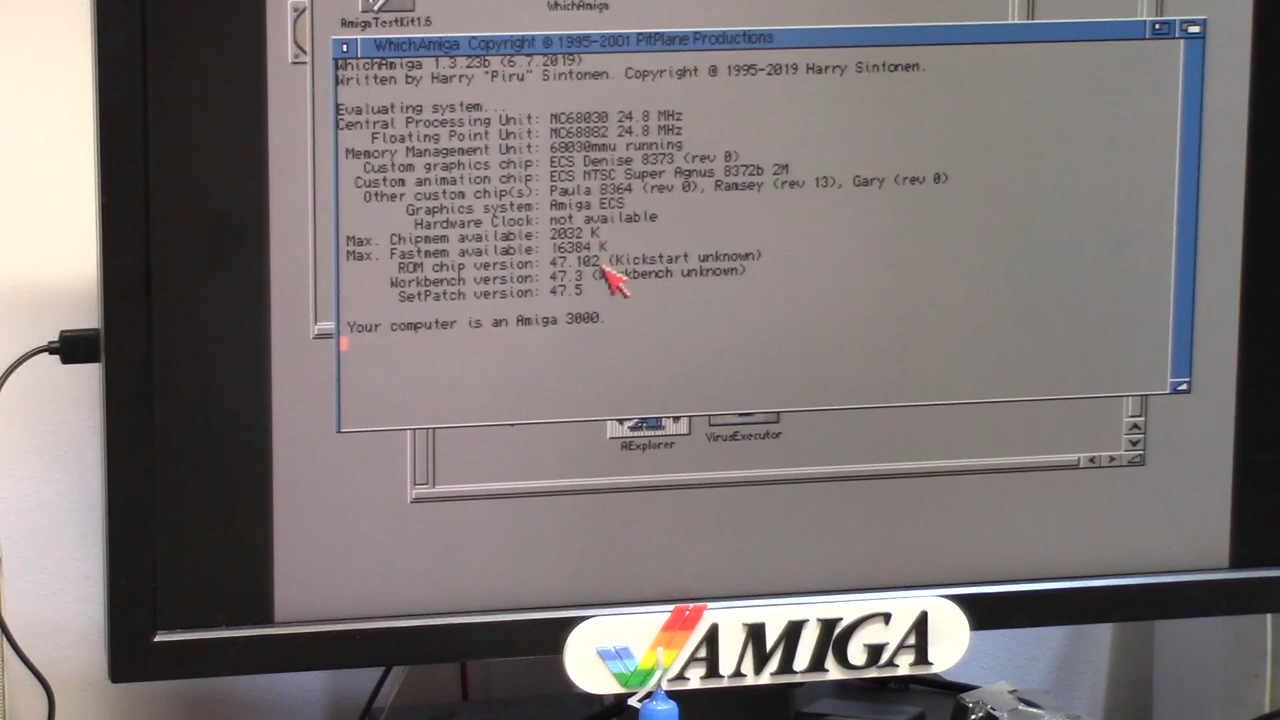 AmigaTestKit1.6
WhichAmiga
WhichAmiga Copyright © 1995-2001 PitPlane Productions
WhichAmiga 1.3.23b (6.7.2019)
Written by Harry "Piru" Sintonen. Copyright @ 1995-2019 Harry Sintonen.
Evaluating system...
Central Processing Unit: MC68030 24.8 MHz
Floating Point Unit: MC68882 24.8 MHz
Memory Management Unit: 68030mmu running
Custom graphics chip: ECS Denise 8373 (rev 0)
Custom animation chip: ECS NTSC Super Agnus 8372b 2M
Other custom chip(s): Paula 8364 (rev 0), Ramsey (rev 13), Gary (rev 0)
Graphics system: Amiga ECS
Hardware Clock: not available
Max. Chipmem available: 2032 K
Max. Fastmem available: 16384 K
ROM chip version: 47.102 (Kickstart unknown)
Workbench version: 47.3 (Workbench unknown)
SetPatch version: 47.5
Your computer is an Amiga 3000.
AExplorer
VirusExecutor
AMIGA